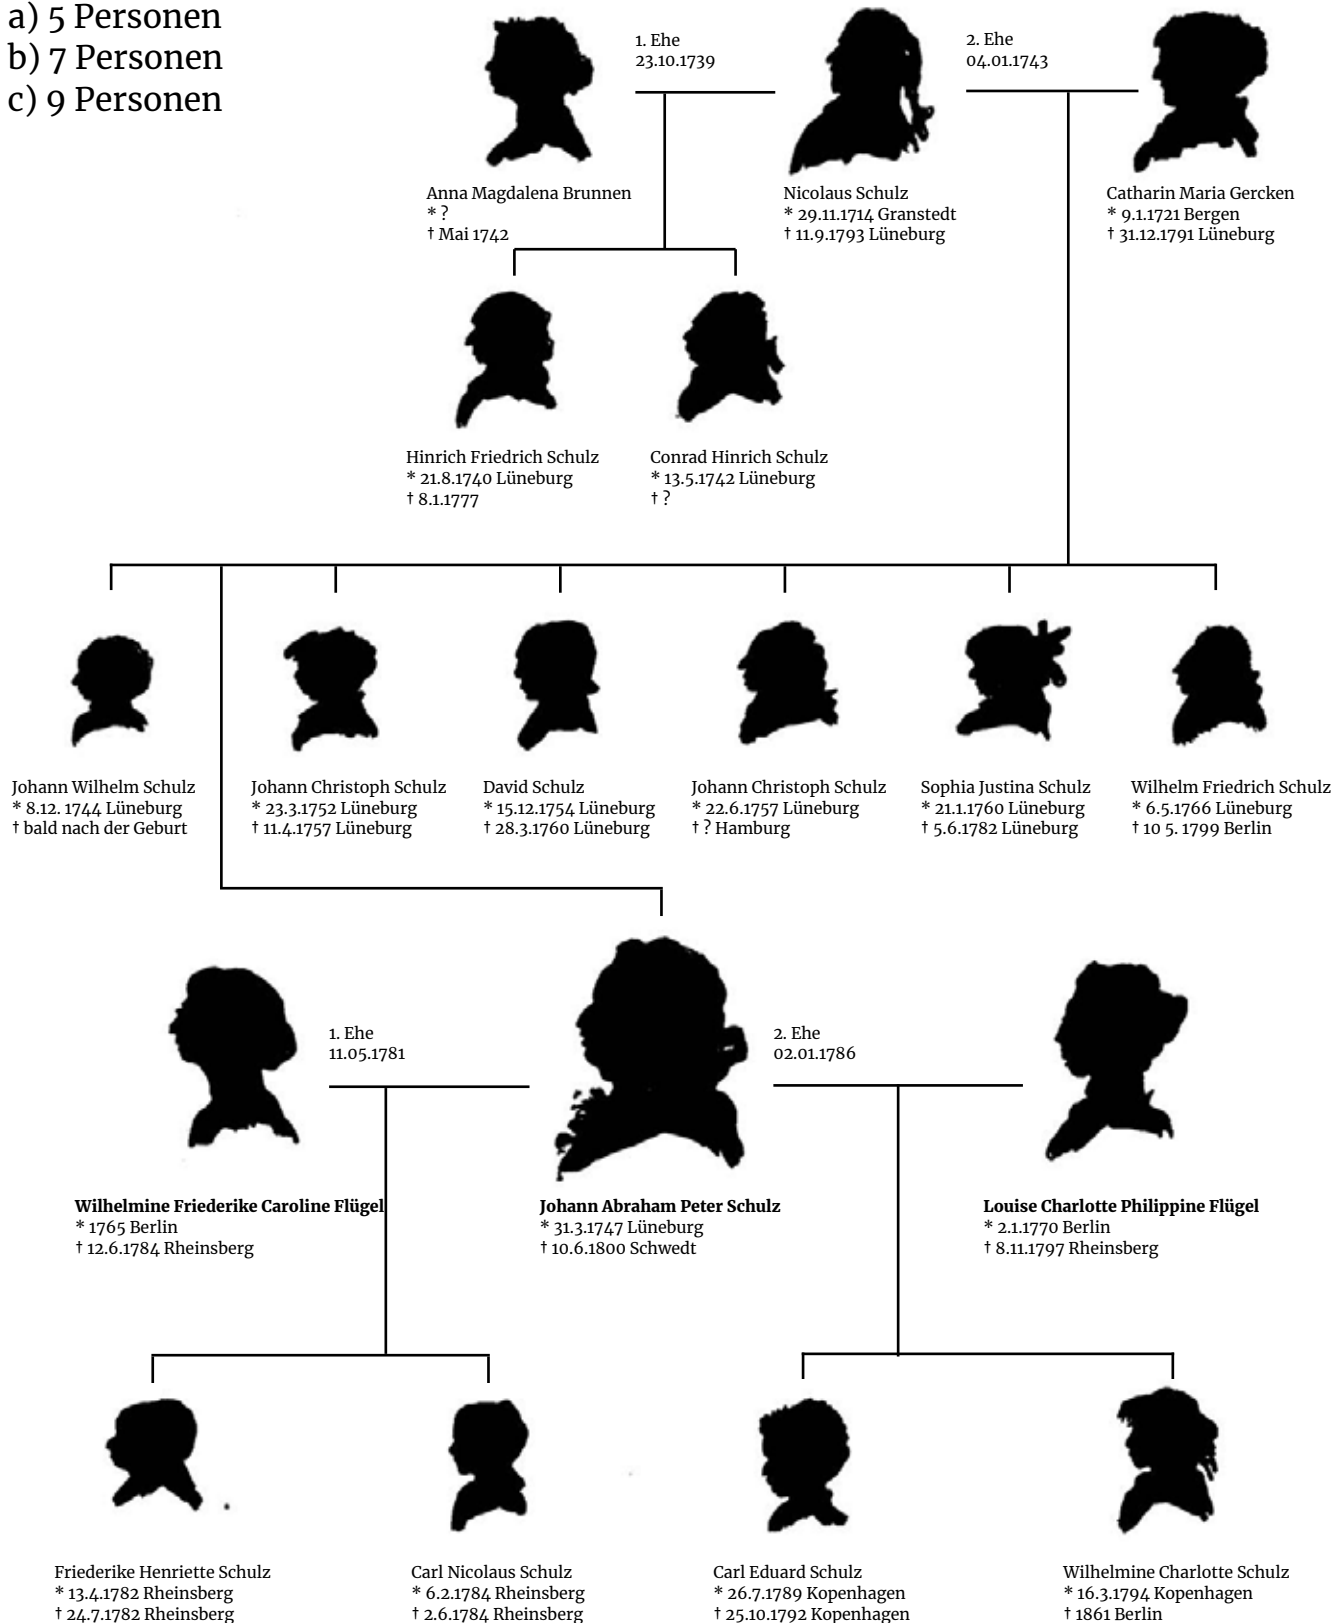 a) 5 Personen
b) 7 Personen
c) 9 Personen
1. Ehe
23.10.1739
2. Ehe
04.01.1743
Anna Magdalena Brunnen
* ?
† Mai 1742
Nicolaus Schulz
* 29.11.1714 Granstedt
† 11.9.1793 Lüneburg
Catharin Maria Gercken
* 9.1.1721 Bergen
† 31.12.1791 Lüneburg
Hinrich Friedrich Schulz
* 21.8.1740 Lüneburg
† 8.1.1777
Conrad Hinrich Schulz
* 13.5.1742 Lüneburg
† ?
Johann Wilhelm Schulz
* 8.12. 1744 Lüneburg
† bald nach der Geburt
Johann Christoph Schulz
* 23.3.1752 Lüneburg
† 11.4.1757 Lüneburg
David Schulz
* 15.12.1754 Lüneburg
† 28.3.1760 Lüneburg
Johann Christoph Schulz
* 22.6.1757 Lüneburg
† ? Hamburg
Sophia Justina Schulz
* 21.1.1760 Lüneburg
† 5.6.1782 Lüneburg
Wilhelm Friedrich Schulz
* 6.5.1766 Lüneburg
† 10 5. 1799 Berlin
1. Ehe
11.05.1781
2. Ehe
02.01.1786
Wilhelmine Friederike Caroline Flügel
* 1765 Berlin
† 12.6.1784 Rheinsberg
Johann Abraham Peter Schulz
* 31.3.1747 Lüneburg
† 10.6.1800 Schwedt
Louise Charlotte Philippine Flügel
* 2.1.1770 Berlin
† 8.11.1797 Rheinsberg
Friederike Henriette Schulz
* 13.4.1782 Rheinsberg
† 24.7.1782 Rheinsberg
Carl Nicolaus Schulz
* 6.2.1784 Rheinsberg
† 2.6.1784 Rheinsberg
Carl Eduard Schulz
* 26.7.1789 Kopenhagen
† 25.10.1792 Kopenhagen
Wilhelmine Charlotte Schulz
* 16.3.1794 Kopenhagen
† 1861 Berlin